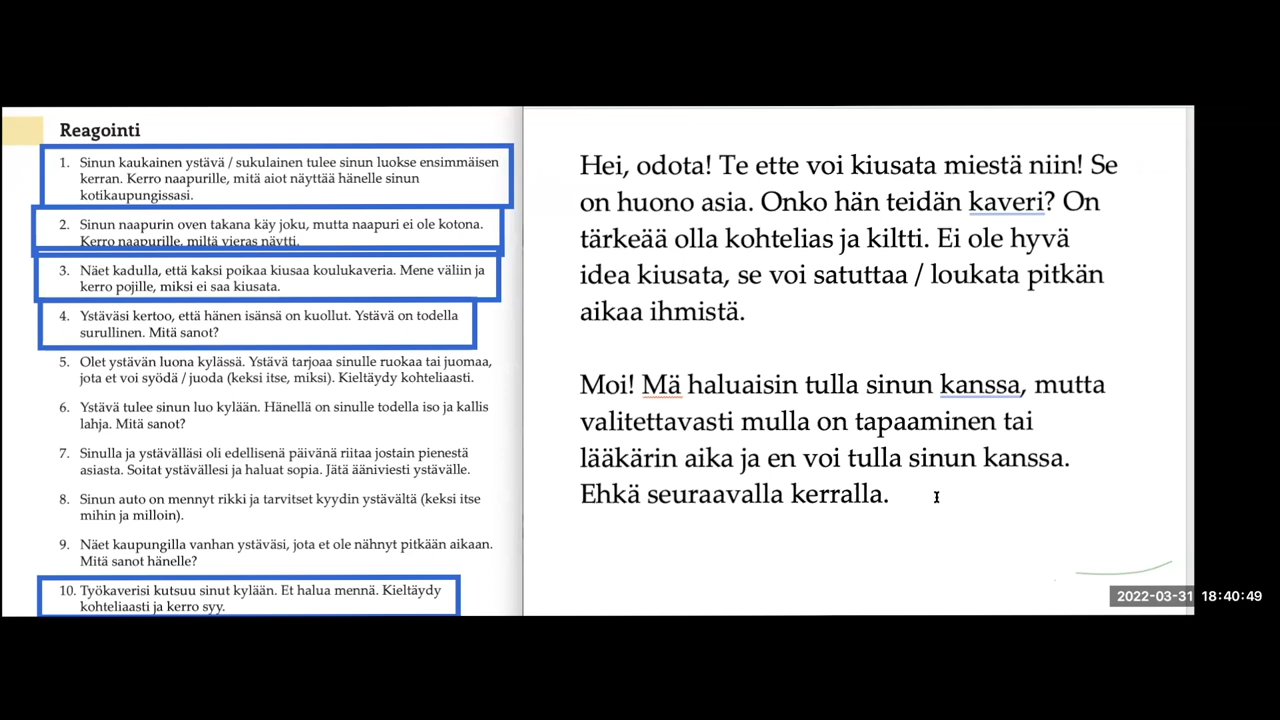 Reagointi
1. Sinun kaukainen ystävä / sukulainen tulee sinun luokse ensimmäisen
kerran. Kerro naapurille, mitä aiot näyttää hänelle sinun
kotikaupungissasi.
2. Sinun naapurin oven takana käy joku, mutta naapuri ei ole kotona.
Kerro naapurille, miltä vieras näytti.
3. Näet kadulla, että kaksi poikaa kiusaa koulukaveria. Mene väliin ja
kerro pojille, miksi ei saa kiusata.
4. Ystäväsi kertoo, että hänen isänsä on kuollut. Ystävä on todella
surullinen. Mitä sanot?
5. Olet ystävän luona kylässä. Ystävä tarjoaa sinulle ruokaa tai juomaa,
jota et voi syödä / juoda (keksi itse, miksi). Kieltäydy kohteliaasti.
6. Ystävä tulee sinun luo kylään. Hänellä on sinulle todella iso ja kallis
lahja. Mitä sanot?
7. Sinulla ja ystävälläsi oli edellisenä päivänä riitaa jostain pienestä
asiasta. Soitat ystävällesi ja haluat sopia. Jätä ääniviesti ystävälle.
8. Sinun auto on mennyt rikki ja tarvitset kyydin ystävältä (keksi itse
mihin ja milloin).
9. Näet kaupungilla vanhan ystäväsi, jota et ole nähnyt pitkään aikaan.
Mitä sanot hänelle?
10. Työkaverisi kutsuu sinut kylään. Et halua mennä. Kieltäydy
kohteliaasti ja kerro syy.
Hei, odota! Te ette voi kiusata miestä niin! Se
on huono asia. Onko hän teidän kaveri? On
tärkeää olla kohtelias ja kiltti. Ei ole hyvä
idea kiusata, se voi satuttaa / loukata pitkän
aikaa ihmistä.
Moi! Mä haluaisin tulla sinun kanssa, mutta
valitettavasti mulla on tapaaminen tai
lääkärin aika ja en voi tulla sinun kanssa.
Ehkä seuraavalla kerralla.
2022-03-31 18:40:49